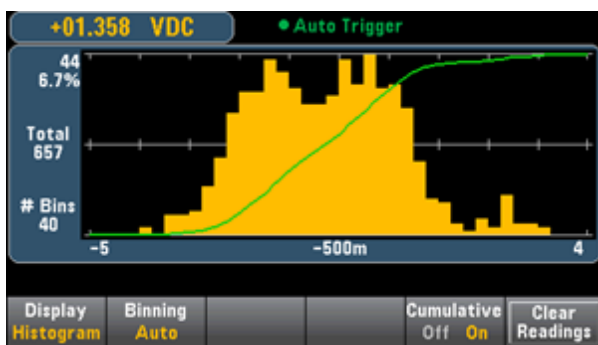 +01.358 VDC
Auto Trigger
44
6.7%
Total
657
# Bins
40
-5
-500m
4
Display
Histogram
Binning
Auto
Cumulative
Off On
Clear
Readings